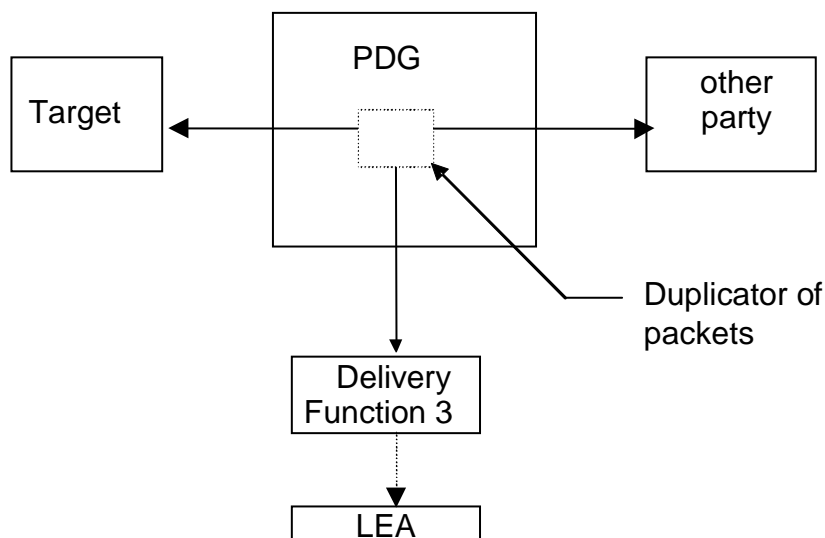 PDG
Target
other
party
Duplicator of
packets
Delivery
Function 3
LEA